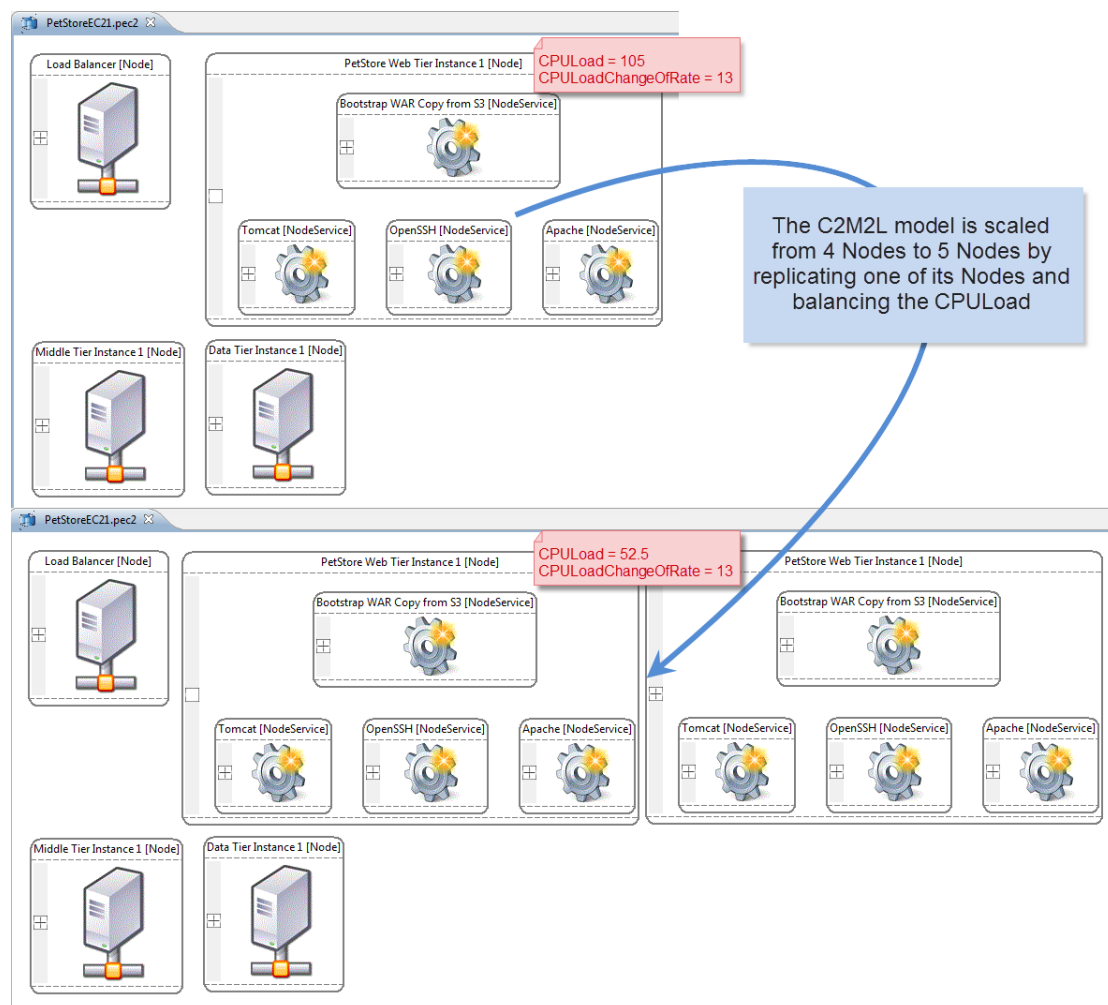 PetStoreEC21.pec2
Load Balancer [Node]
PetStore Web Tier Instance 1 [Node]
CPULoad = 105
CPULoadChangeOfRate = 13
Bootstrap WAR Copy from S3 [NodeService]
Tomcat [NodeService]
OpenSSH [NodeService]
Apache [NodeService]
The C2M2L model is scaled
from 4 Nodes to 5 Nodes by
replicating one of its Nodes and
balancing the CPULoad
Middle Tier Instance 1 [Node]
Data Tier Instance 1 [Node]
PetStoreEC21.pec2
Load Balancer [Node]
PetStore Web Tier Instance 1 [Node]
CPULoad = 52.5
CPULoadChangeOfRate = 13
PetStore Web Tier Instance 1 [Node]
Bootstrap WAR Copy from S3 [NodeService]
Bootstrap WAR Copy from S3 [NodeService]
Tomcat [NodeService]
OpenSSH [NodeService]
Apache [NodeService]
Tomcat [NodeService]
OpenSSH [NodeService]
Apache [NodeService]
Middle Tier Instance 1 [Node]
Data Tier Instance 1 [Node]